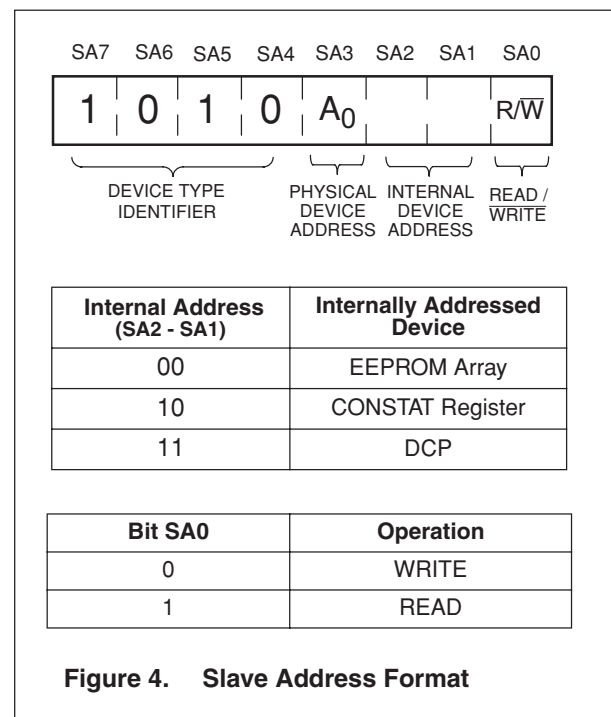 SA7 SA6 SA5 SA4 SA3 SA2 SA1 SA0
1 0 1 0 A0 R/W
DEVICE TYPE IDENTIFIER
PHYSICAL DEVICE ADDRESS
INTERNAL DEVICE ADDRESS
READ / WRITE
Internal Address (SA2 - SA1) Internally Addressed Device
00 EEPROM Array
10 CONSTAT Register
11 DCP
Bit SA0 Operation
0 WRITE
1 READ
Figure 4. Slave Address Format